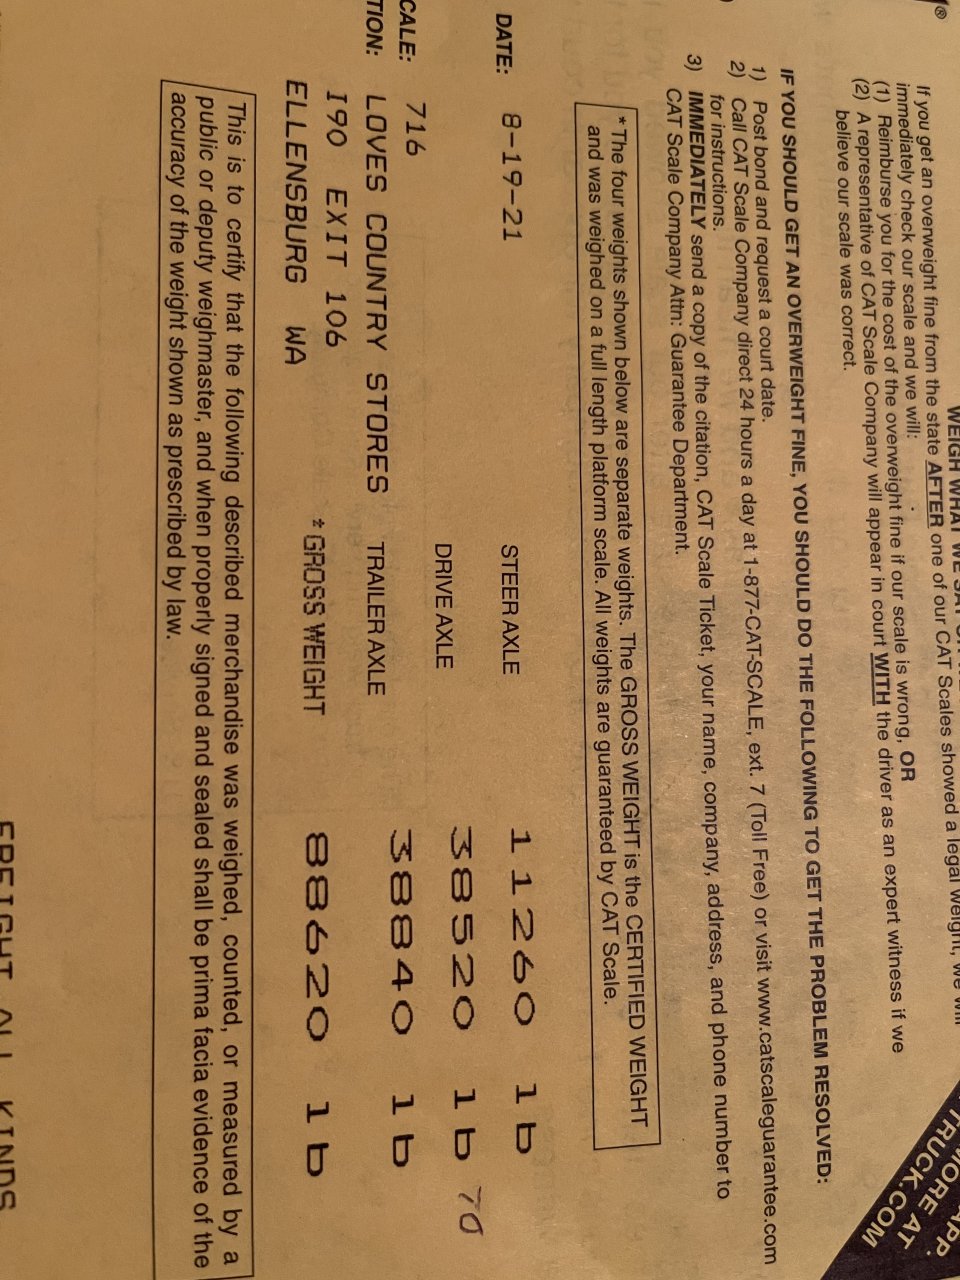 ®
WEIGH WHAT WE SAY
If you get an overweight fine from the state AFTER one of our CAT Scales showed a legal weight, we will
immediately check our scale and we will:
(1) Reimburse you for the cost of the overweight fine if our scale is wrong, OR
(2) A representative of CAT Scale Company will appear in court WITH the driver as an expert witness if we
believe our scale was correct.
IF YOU SHOULD GET AN OVERWEIGHT FINE, YOU SHOULD DO THE FOLLOWING TO GET THE PROBLEM RESOLVED:
1) Post bond and request a court date.
2) Call CAT Scale Company direct 24 hours a day at 1-877-CAT-SCALE, ext. 7 (Toll Free) or visit www.catscaleguarantee.com
for instructions.
3) IMMEDIATELY send a copy of the citation, CAT Scale Ticket, your name, company, address, and phone number to
CAT Scale Company Attn: Guarantee Department.
AT
TRUCK.COM
*The four weights shown below are separate weights. The GROSS WEIGHT is the CERTIFIED WEIGHT
and was weighed on a full length platform scale. All weights are guaranteed by CAT Scale.
DATE: 8-19-21 STEER AXLE 11260 lb
DRIVE AXLE 38520 lb 70
CALE: 716
TION: LOVES COUNTRY STORES TRAILER AXLE 38840 lb
I90 EXIT 106
ELLENSBURG WA * GROSS WEIGHT 88620 lb
This is to certify that the following described merchandise was weighed, counted, or measured by a
public or deputy weighmaster, and when properly signed and sealed shall be prima facia evidence of the
accuracy of the weight shown as prescribed by law.
FREIGHT ALL KINDS